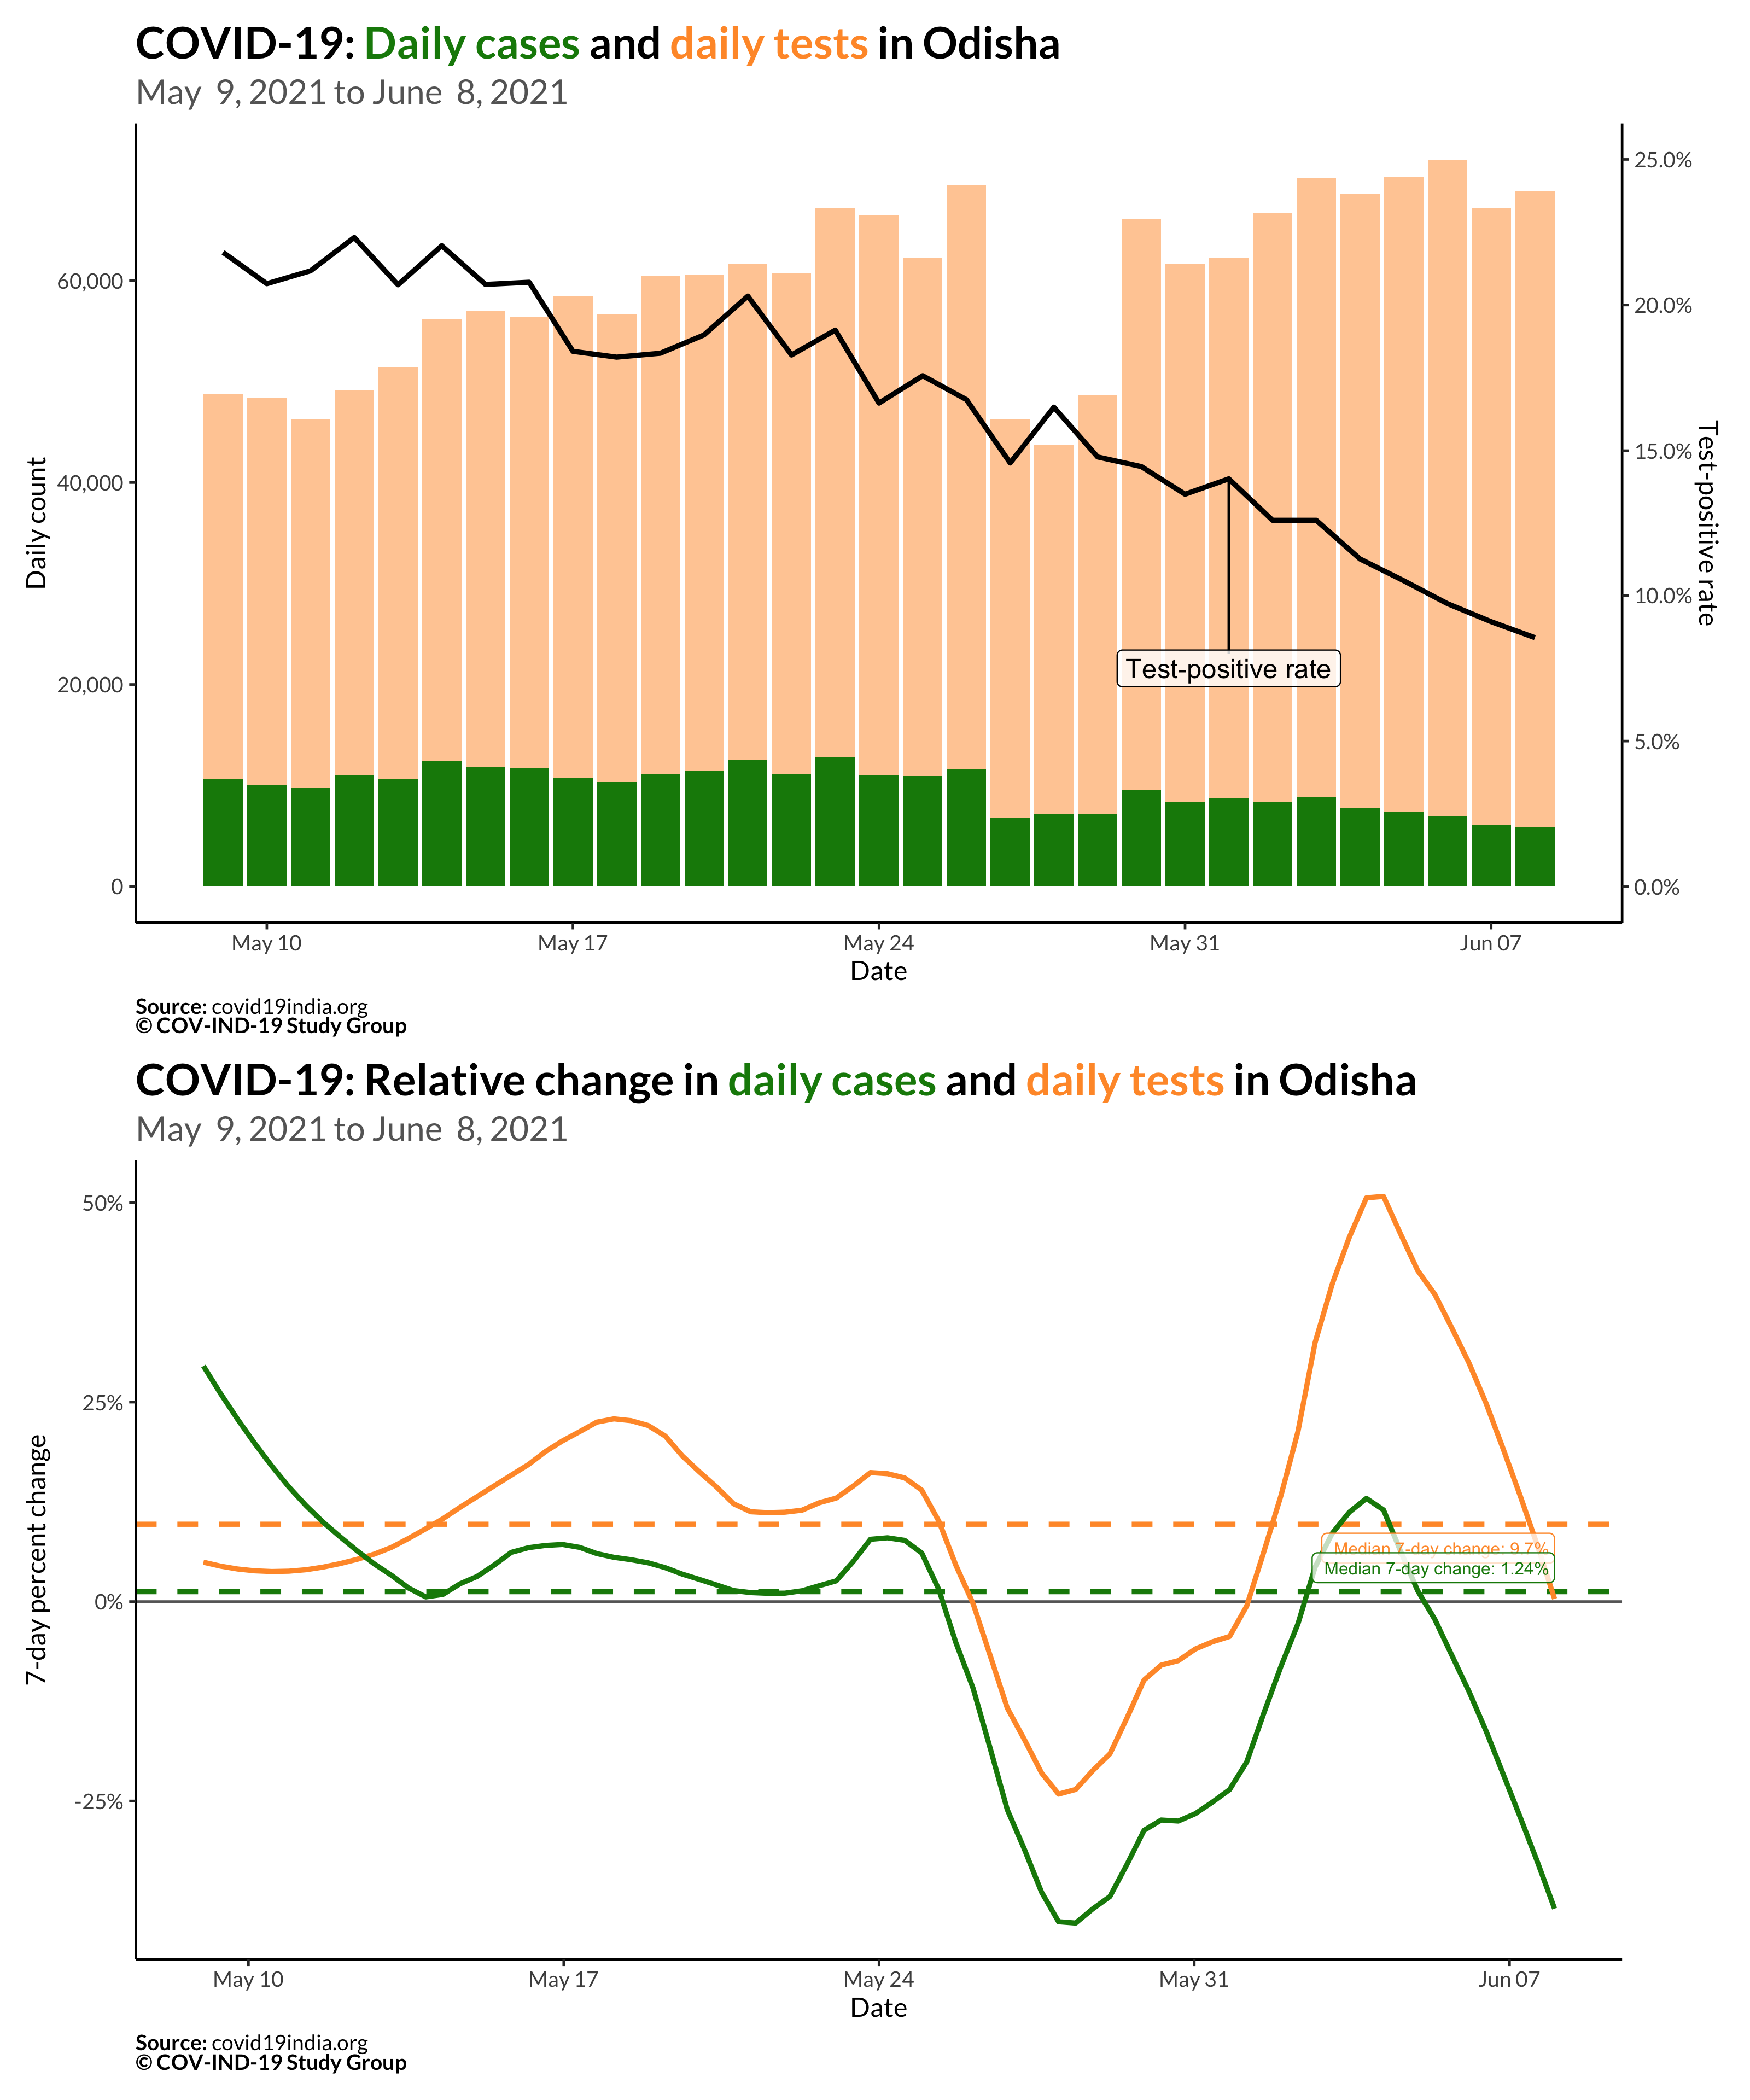 COVID-19: Daily cases and daily tests in Odisha
May 9, 2021 to June 8, 2021
Daily count
60,000
40,000
20,000
0
25.0%
20.0%
15.0%
10.0%
5.0%
0.0%
Test-positive rate
Test-positive rate
May 10
May 17
May 24
May 31
Jun 07
Date
Source: covid19india.org
© COV-IND-19 Study Group
COVID-19: Relative change in daily cases and daily tests in Odisha
May 9, 2021 to June 8, 2021
7-day percent change
50%
25%
0%
-25%
Median 7-day change: 9.7%
Median 7-day change: 1.24%
May 10
May 17
May 24
May 31
Jun 07
Date
Source: covid19india.org
© COV-IND-19 Study Group